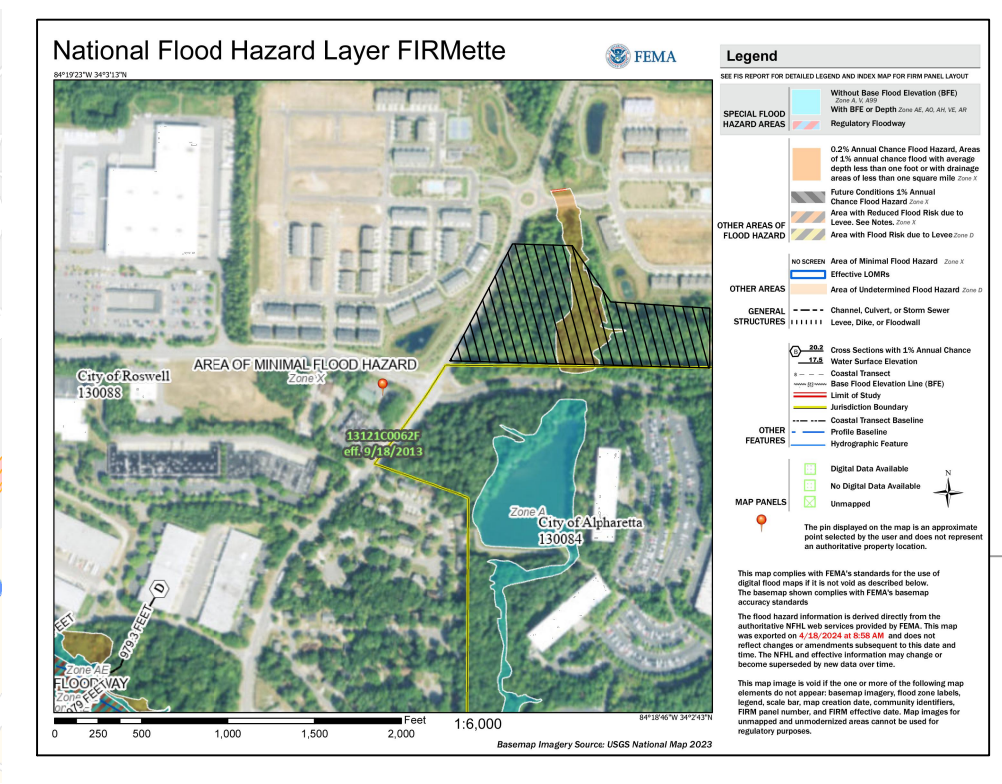 National Flood Hazard Layer FIRMette
FEMA
84°19'23"W 34°3'13"N
AREA OF MINIMAL FLOOD HAZARD
Zone X
City of Roswell
130088
13121C0062F
eff. 9/18/2013
Zone A
City of Alpharetta
130084
D
979.3 FEET
FEET
Zone AE
FLOODWAY
979 FEET
Zone
0 250 500 1,000 1,500 2,000
Feet
1:6,000
84°18'46"W 34°2'43"N
Basemap Imagery Source: USGS National Map 2023
Legend
SEE FIS REPORT FOR DETAILED LEGEND AND INDEX MAP FOR FIRM PANEL LAYOUT
SPECIAL FLOOD
HAZARD AREAS
Without Base Flood Elevation (BFE)
Zone A, V, A99
With BFE or Depth Zone AE, AO, AH, VE, AR
Regulatory Floodway
OTHER AREAS OF
FLOOD HAZARD
0.2% Annual Chance Flood Hazard, Areas
of 1% annual chance flood with average
depth less than one foot or with drainage
areas of less than one square mile Zone X
Future Conditions 1% Annual
Chance Flood Hazard Zone X
Area with Reduced Flood Risk due to
Levee. See Notes. Zone X
Area with Flood Risk due to Levee Zone D
OTHER AREAS
NO SCREEN Area of Minimal Flood Hazard Zone X
Effective LOMRs
Area of Undetermined Flood Hazard Zone D
GENERAL
STRUCTURES
Channel, Culvert, or Storm Sewer
Levee, Dike, or Floodwall
OTHER
FEATURES
B 20.2 Cross Sections with 1% Annual Chance
17.5 Water Surface Elevation
8 Coastal Transect
513 Base Flood Elevation Line (BFE)
Limit of Study
Jurisdiction Boundary
Coastal Transect Baseline
Profile Baseline
Hydrographic Feature
MAP PANELS
Digital Data Available
No Digital Data Available
Unmapped
N
The pin displayed on the map is an approximate
point selected by the user and does not represent
an authoritative property location.
This map complies with FEMA's standards for the use of
digital flood maps if it is not void as described below.
The basemap shown complies with FEMA's basemap
accuracy standards
The flood hazard information is derived directly from the
authoritative NFHL web services provided by FEMA. This map
was exported on 4/18/2024 at 8:58 AM and does not
reflect changes or amendments subsequent to this date and
time. The NFHL and effective information may change or
become superseded by new data over time.
This map image is void if the one or more of the following map
elements do not appear: basemap imagery, flood zone labels,
legend, scale bar, map creation date, community identifiers,
FIRM panel number, and FIRM effective date. Map images for
unmapped and unmodernized areas cannot be used for
regulatory purposes.